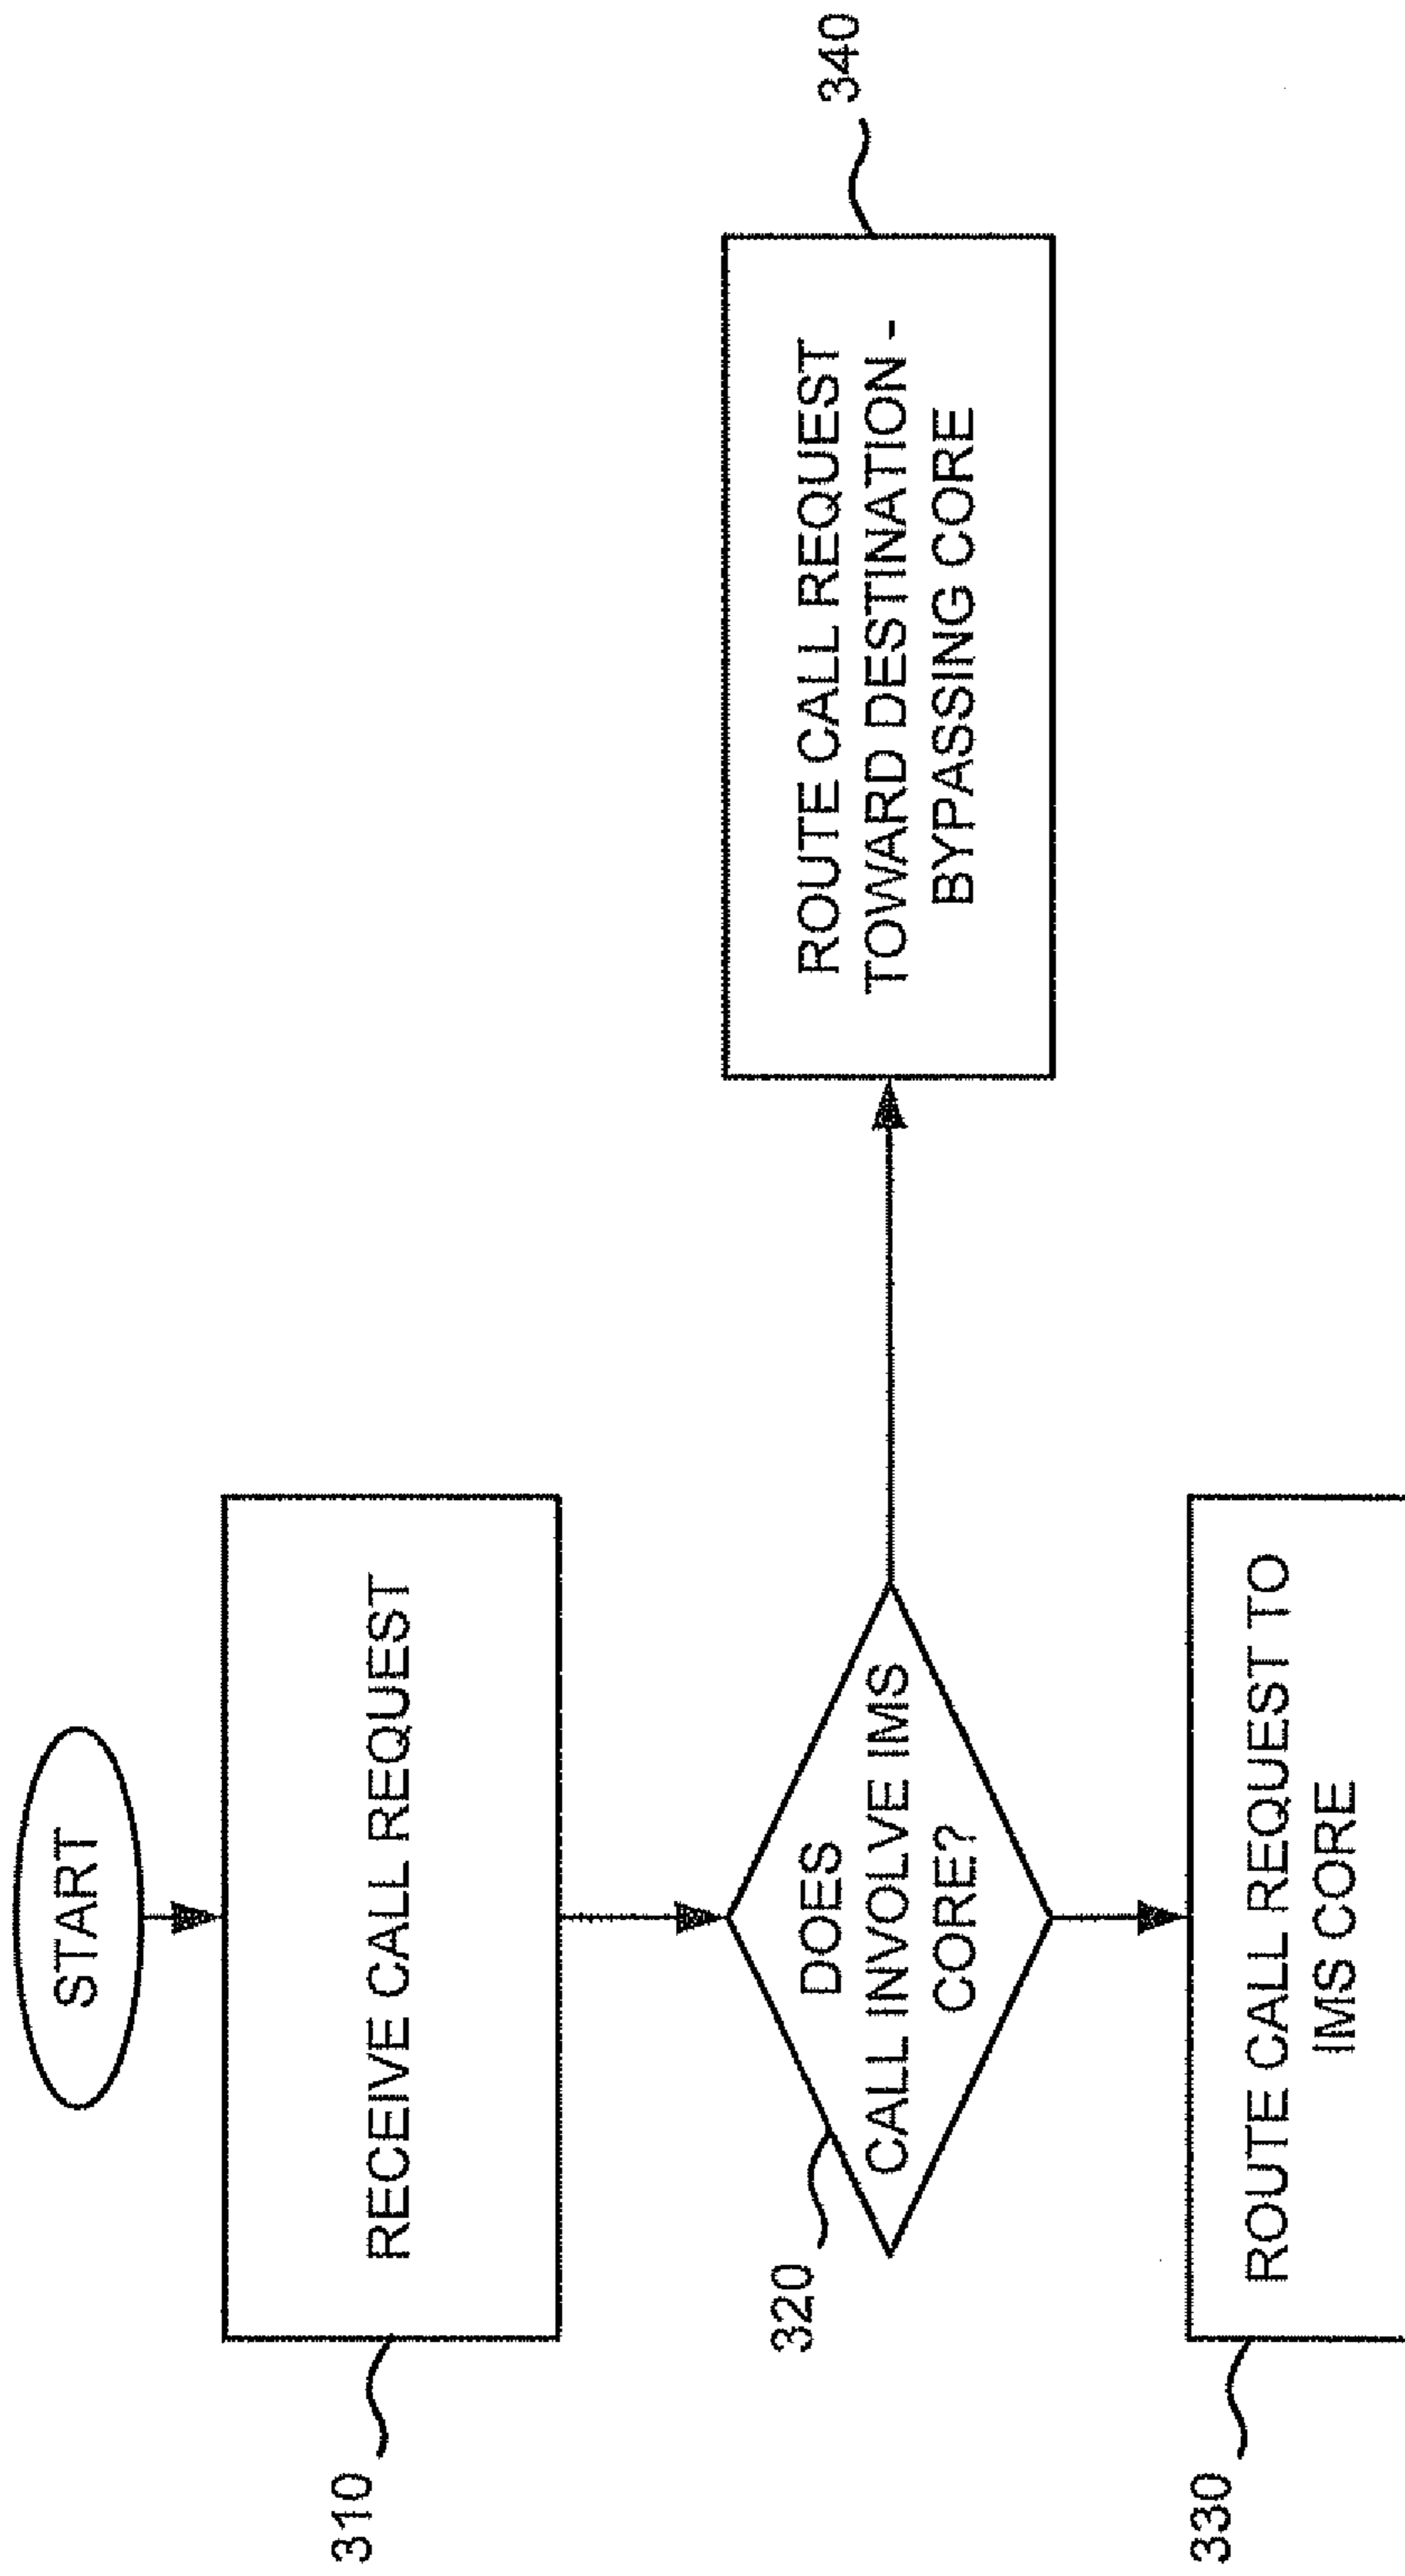 START
310
RECEIVE CALL REQUEST
320
DOES
CALL INVOLVE IMS
CORE?
340
ROUTE CALL REQUEST
TOWARD DESTINATION -
BYPASSING CORE
330
ROUTE CALL REQUEST TO
IMS CORE